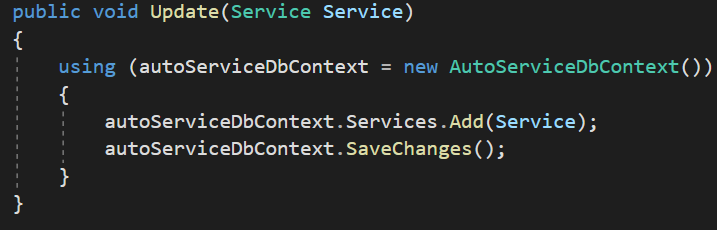 public void Update(Service Service)
{
using (autoServiceDbContext = new AutoServiceDbContext())
{
autoServiceDbContext.Services.Add(Service);
autoServiceDbContext.SaveChanges();
}
}